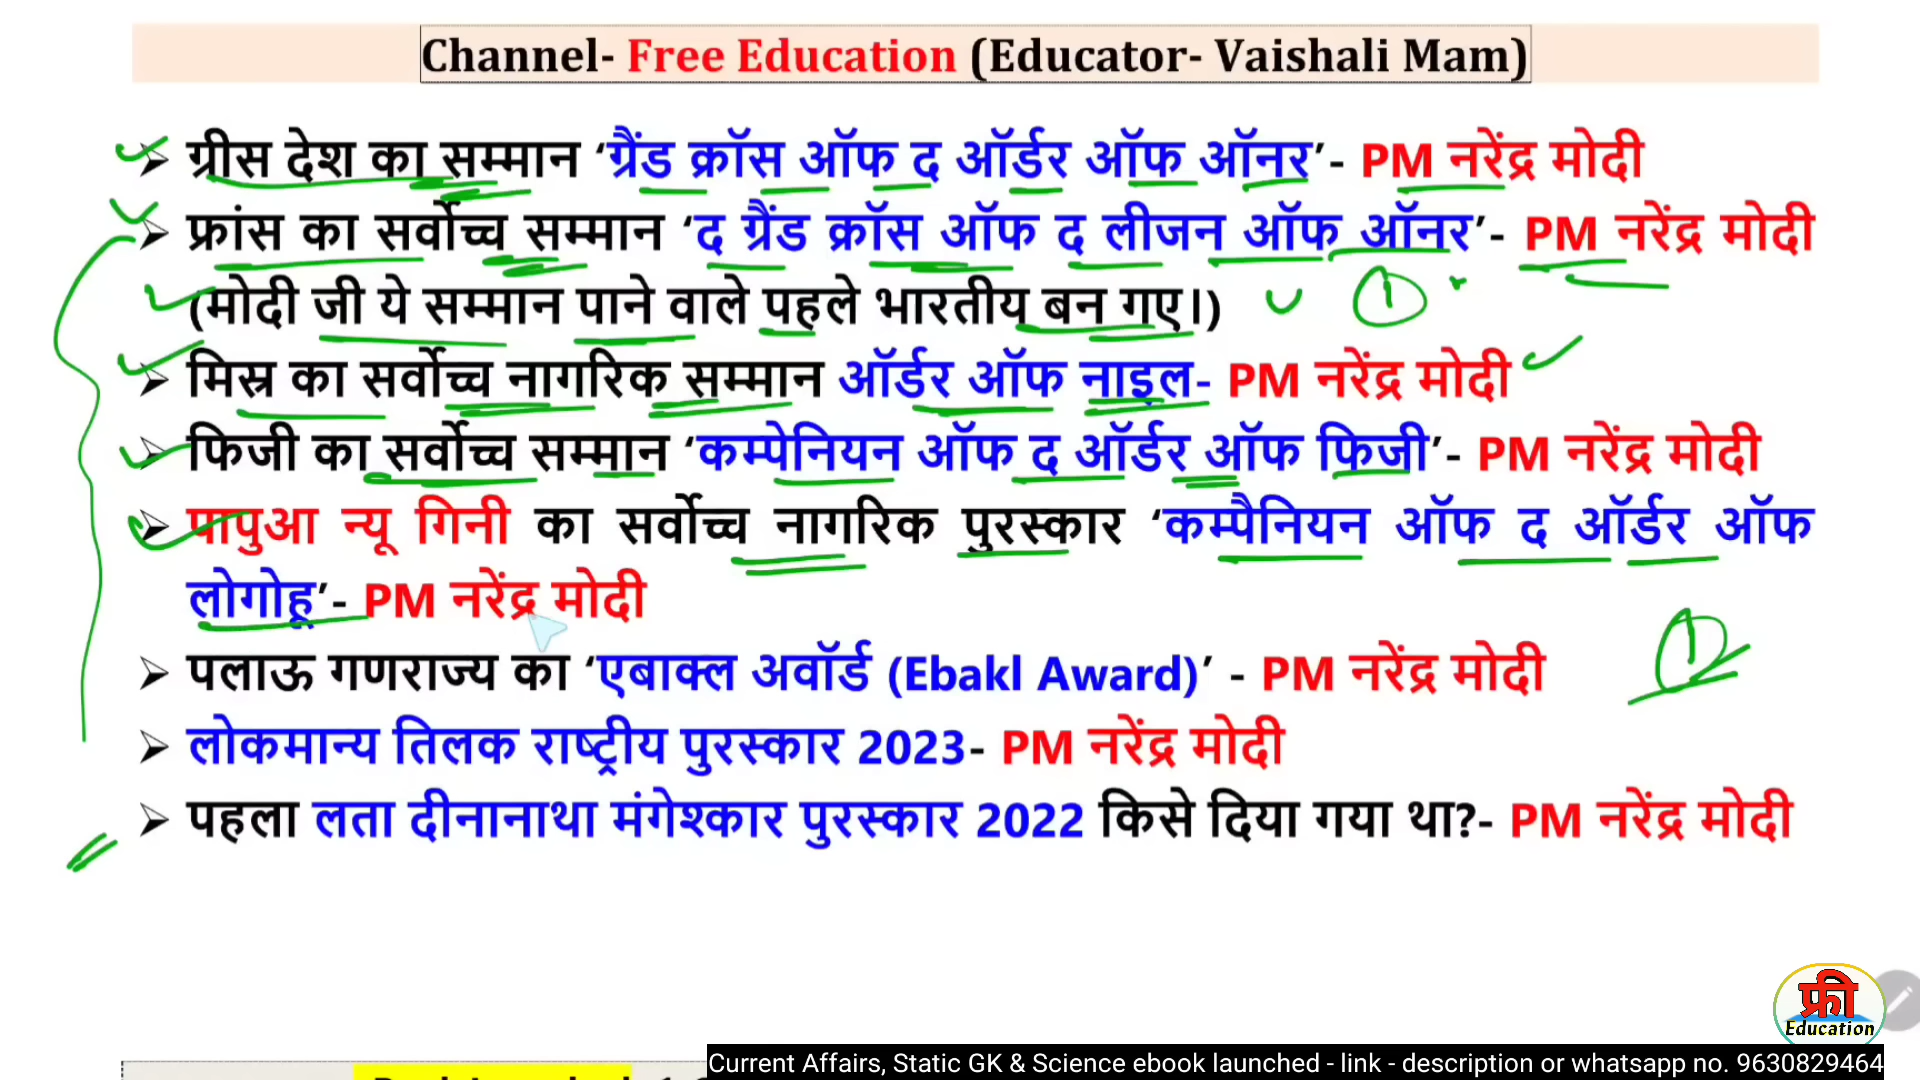 Channel- Free Education (Educator- Vaishali Mam)
➢ ग्रीस देश का सम्मान ‘ग्रैंड क्रॉस ऑफ द ऑर्डर ऑफ ऑनर’- PM नरेंद्र मोदी
➢ फ्रांस का सर्वोच्च सम्मान ‘द ग्रैंड क्रॉस ऑफ द लीजन ऑफ ऑनर’- PM नरेंद्र मोदी
(मोदी जी ये सम्मान पाने वाले पहले भारतीय बन गए।) 1
➢ मिस्र का सर्वोच्च नागरिक सम्मान ऑर्डर ऑफ नाइल- PM नरेंद्र मोदी
➢ फिजी का सर्वोच्च सम्मान ‘कम्पेनियन ऑफ द ऑर्डर ऑफ फिजी’- PM नरेंद्र मोदी
➢ पापुआ न्यू गिनी का सर्वोच्च नागरिक पुरस्कार ‘कम्पैनियन ऑफ द ऑर्डर ऑफ
लोगोहू’- PM नरेंद्र मोदी
➢ पलाऊ गणराज्य का ‘एबाक्ल अवॉर्ड (Ebakl Award)’ - PM नरेंद्र मोदी 1
➢ लोकमान्य तिलक राष्ट्रीय पुरस्कार 2023- PM नरेंद्र मोदी
➢ पहला लता दीनानाथा मंगेश्कार पुरस्कार 2022 किसे दिया गया था?- PM नरेंद्र मोदी
फ्री
Education
Current Affairs, Static GK & Science ebook launched - link - description or whatsapp no. 9630829464